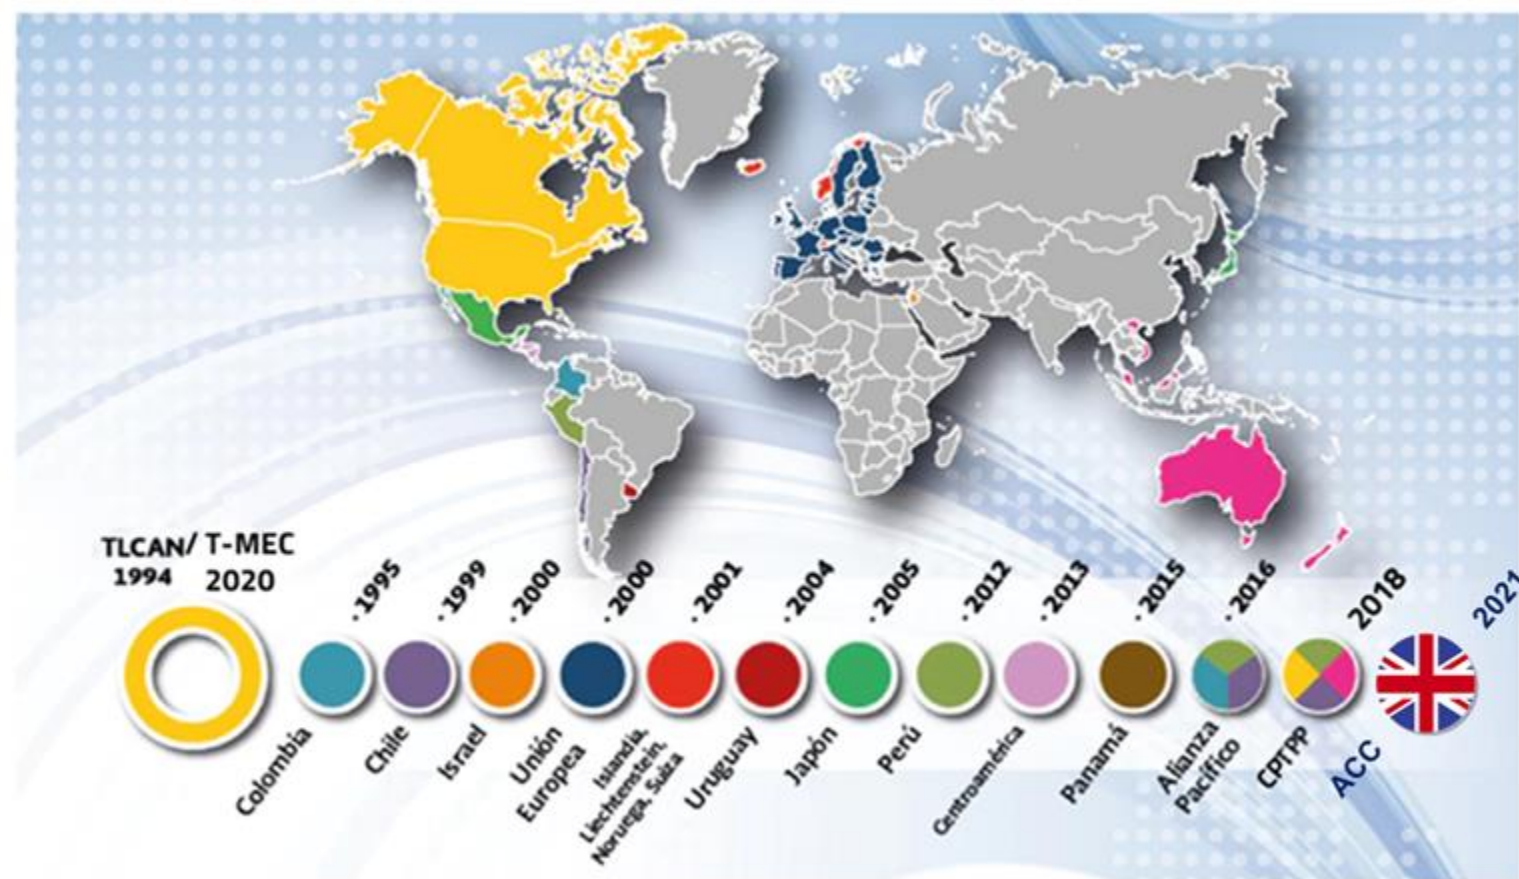 TLCAN/ T-MEC
1994 2020
. 1995
. 1999
. 2000
. 2000
. 2001
. 2004
. 2005
. 2012
. 2013
. 2015
. 2016
2018
2021
Colombia
Chile
Israel
Unión
Europea
Islandia,
Liechtenstein,
Noruega, Suiza
Uruguay
Japón
Perú
Centroamérica
Panamá
Alianza
Pacífico
CPTPP
ACC